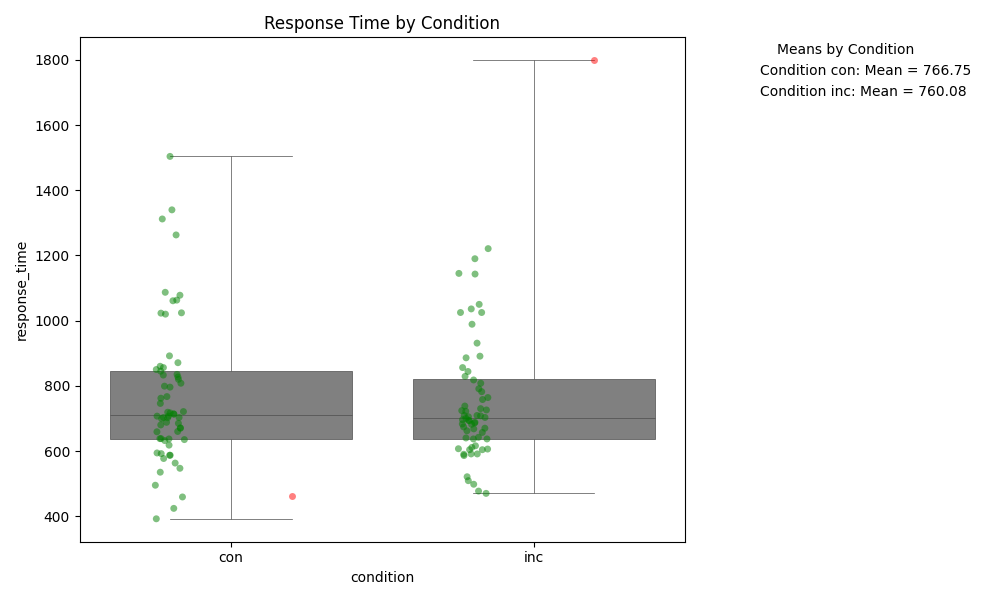 Response Time by Condition
Means by Condition
Condition con: Mean = 766.75
Condition inc: Mean = 760.08
1800
1600
1400
1200
1000
800
600
400
response_time
con
inc
condition